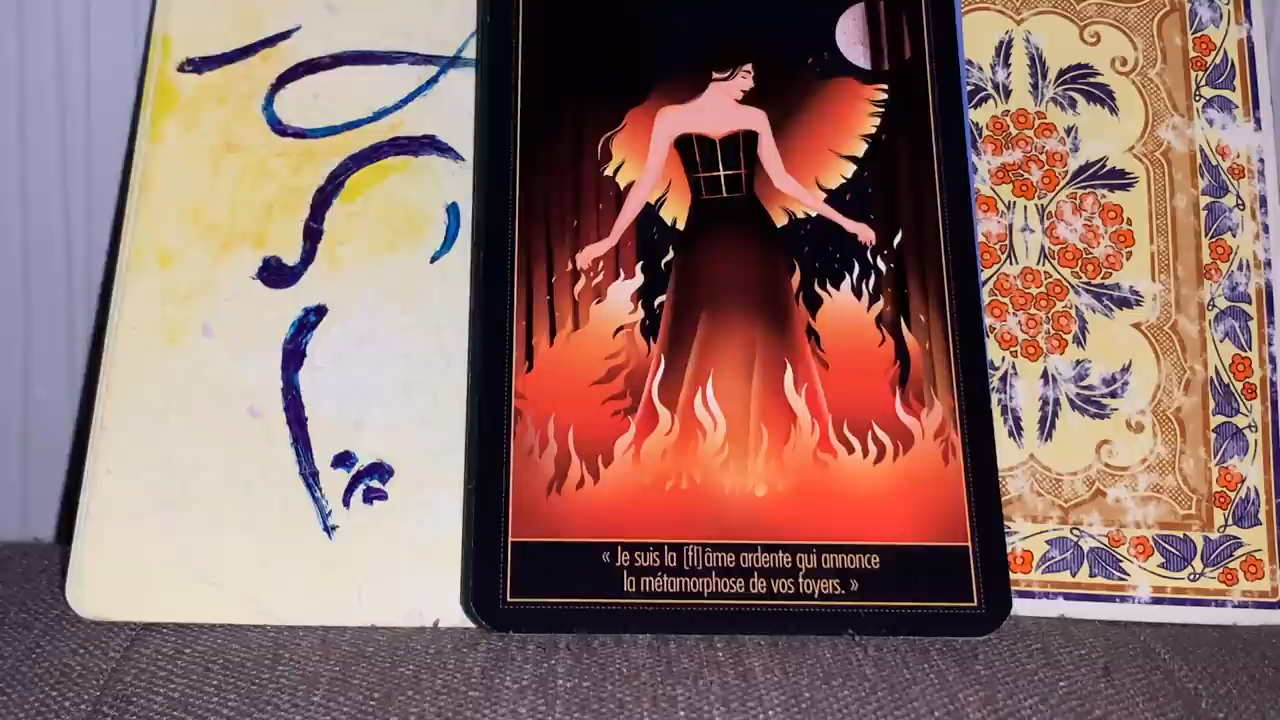 « Je suis la [fl]âme ardente qui annonce
la métamorphose de vos foyers. »